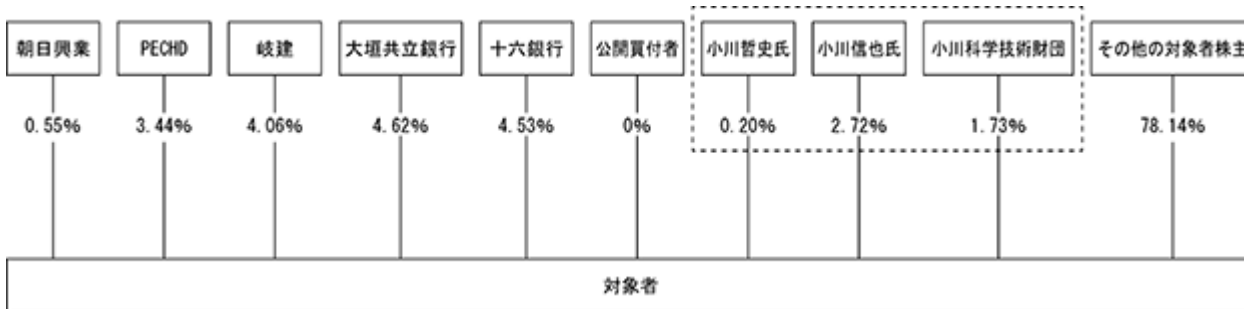 朝日興業 PECHD 岐建 大垣共立銀行 十六銀行 公開買付者 小川哲史氏 小川信也氏 小川科学技術財団 その他の対象者株主
0.55% 3.44% 4.06% 4.62% 4.53% 0% 0.20% 2.72% 1.73% 78.14%
対象者